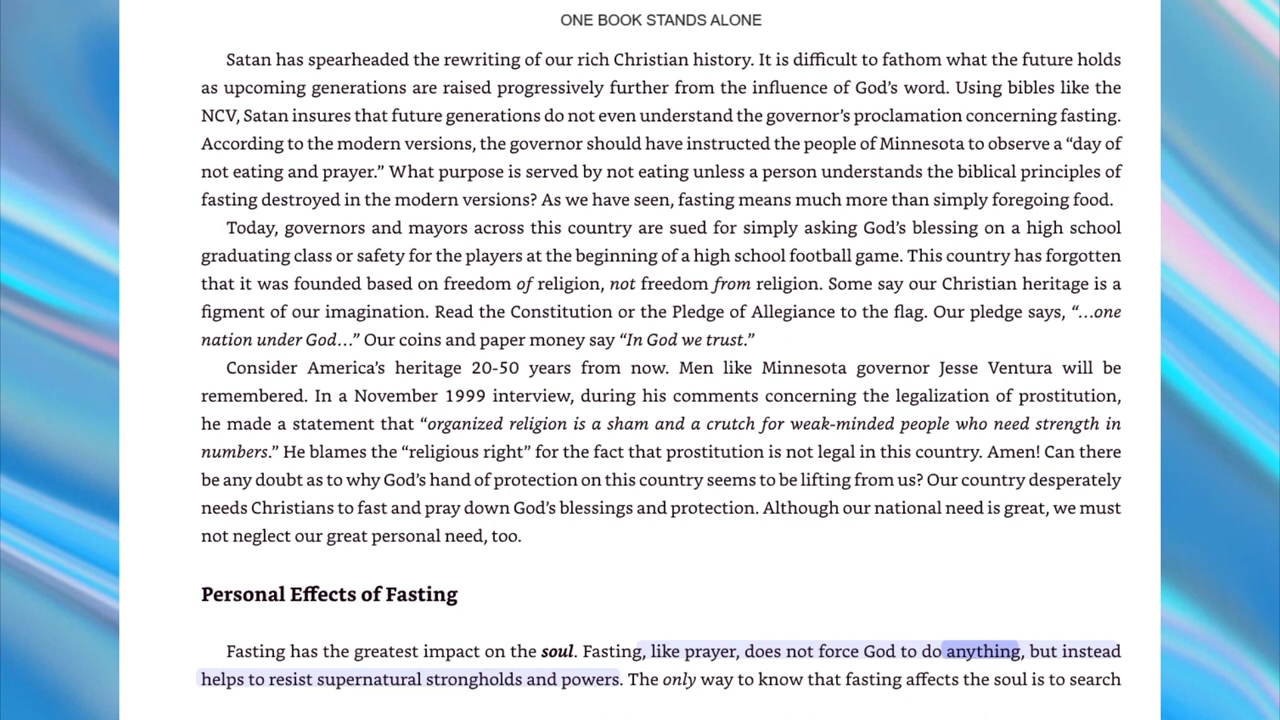 ONE BOOK STANDS ALONE
Satan has spearheaded the rewriting of our rich Christian history. It is difficult to fathom what the future holds
as upcoming generations are raised progressively further from the influence of God’s word. Using bibles like the
NCV, Satan insures that future generations do not even understand the governor’s proclamation concerning fasting.
According to the modern versions, the governor should have instructed the people of Minnesota to observe a “day of
not eating and prayer.” What purpose is served by not eating unless a person understands the biblical principles of
fasting destroyed in the modern versions? As we have seen, fasting means much more than simply foregoing food.
Today, governors and mayors across this country are sued for simply asking God’s blessing on a high school
graduating class or safety for the players at the beginning of a high school football game. This country has forgotten
that it was founded based on freedom of religion, not freedom from religion. Some say our Christian heritage is a
figment of our imagination. Read the Constitution or the Pledge of Allegiance to the flag. Our pledge says, “…one
nation under God…” Our coins and paper money say “In God we trust.”
Consider America’s heritage 20-50 years from now. Men like Minnesota governor Jesse Ventura will be
remembered. In a November 1999 interview, during his comments concerning the legalization of prostitution,
he made a statement that “organized religion is a sham and a crutch for weak-minded people who need strength in
numbers.” He blames the “religious right” for the fact that prostitution is not legal in this country. Amen! Can there
be any doubt as to why God’s hand of protection on this country seems to be lifting from us? Our country desperately
needs Christians to fast and pray down God’s blessings and protection. Although our national need is great, we must
not neglect our great personal need, too.
Personal Effects of Fasting
Fasting has the greatest impact on the soul. Fasting, like prayer, does not force God to do anything, but instead
helps to resist supernatural strongholds and powers. The only way to know that fasting affects the soul is to search